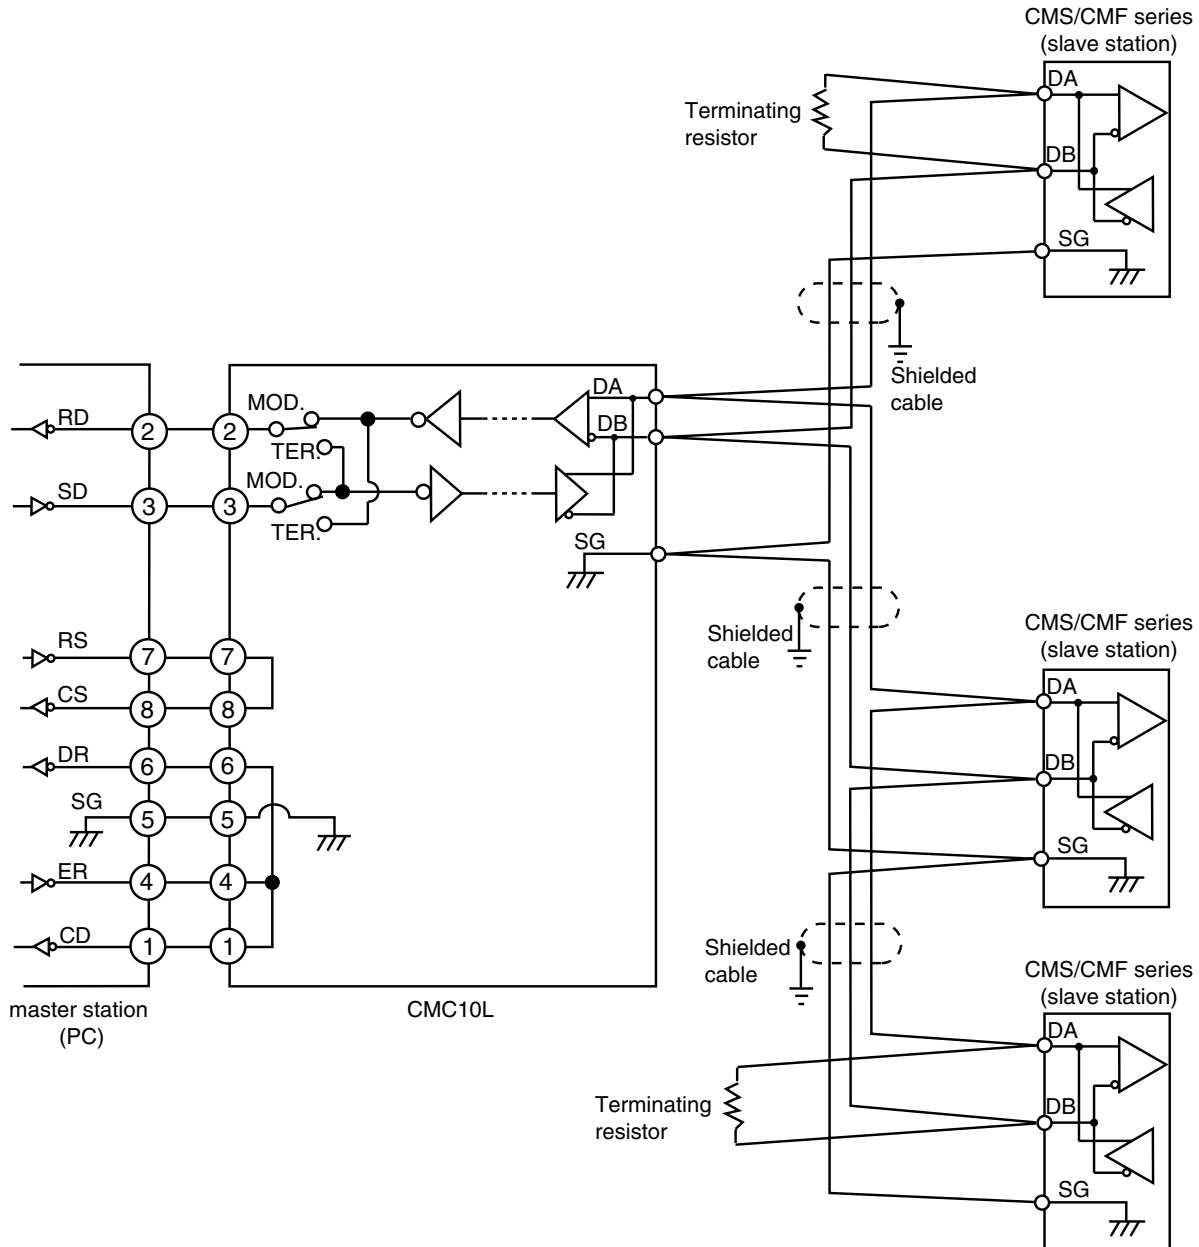 CMS/CMF series
(slave station)
DA
Terminating
resistor
DB
SG
Shielded
cable
RD
2
2
MOD.
TER.
DA
DB
SD
3
3
MOD.
TER.
SG
RS
7
7
CS
8
8
DR
6
6
SG
5
5
ER
4
4
CD
1
1
master station
(PC)
CMC10L
Shielded
cable
CMS/CMF series
(slave station)
DA
DB
SG
Shielded
cable
CMS/CMF series
(slave station)
DA
Terminating
resistor
DB
SG